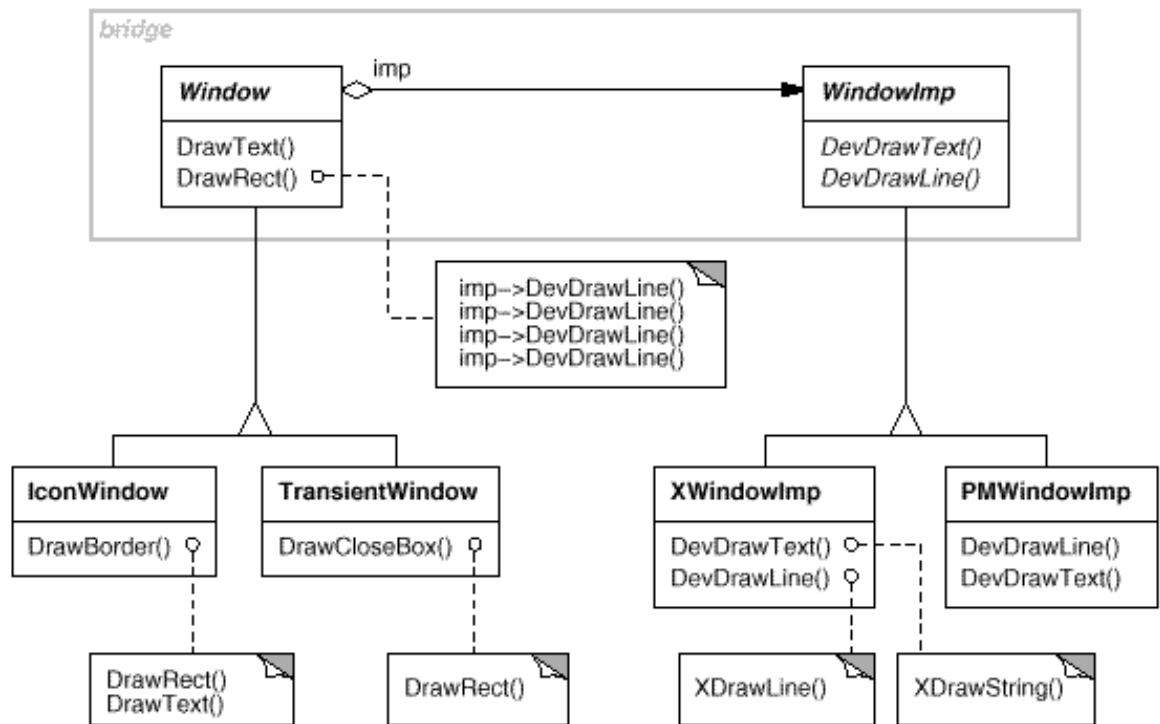 bridge
imp
Window
DrawText()
DrawRect()
WindowImp
DevDrawText()
DevDrawLine()
imp->DevDrawLine()
imp->DevDrawLine()
imp->DevDrawLine()
imp->DevDrawLine()
IconWindow
DrawBorder()
TransientWindow
DrawCloseBox()
XWindowImp
DevDrawText()
DevDrawLine()
PMWindowImp
DevDrawLine()
DevDrawText()
DrawRect()
DrawText()
DrawRect()
XDrawLine()
XDrawString()